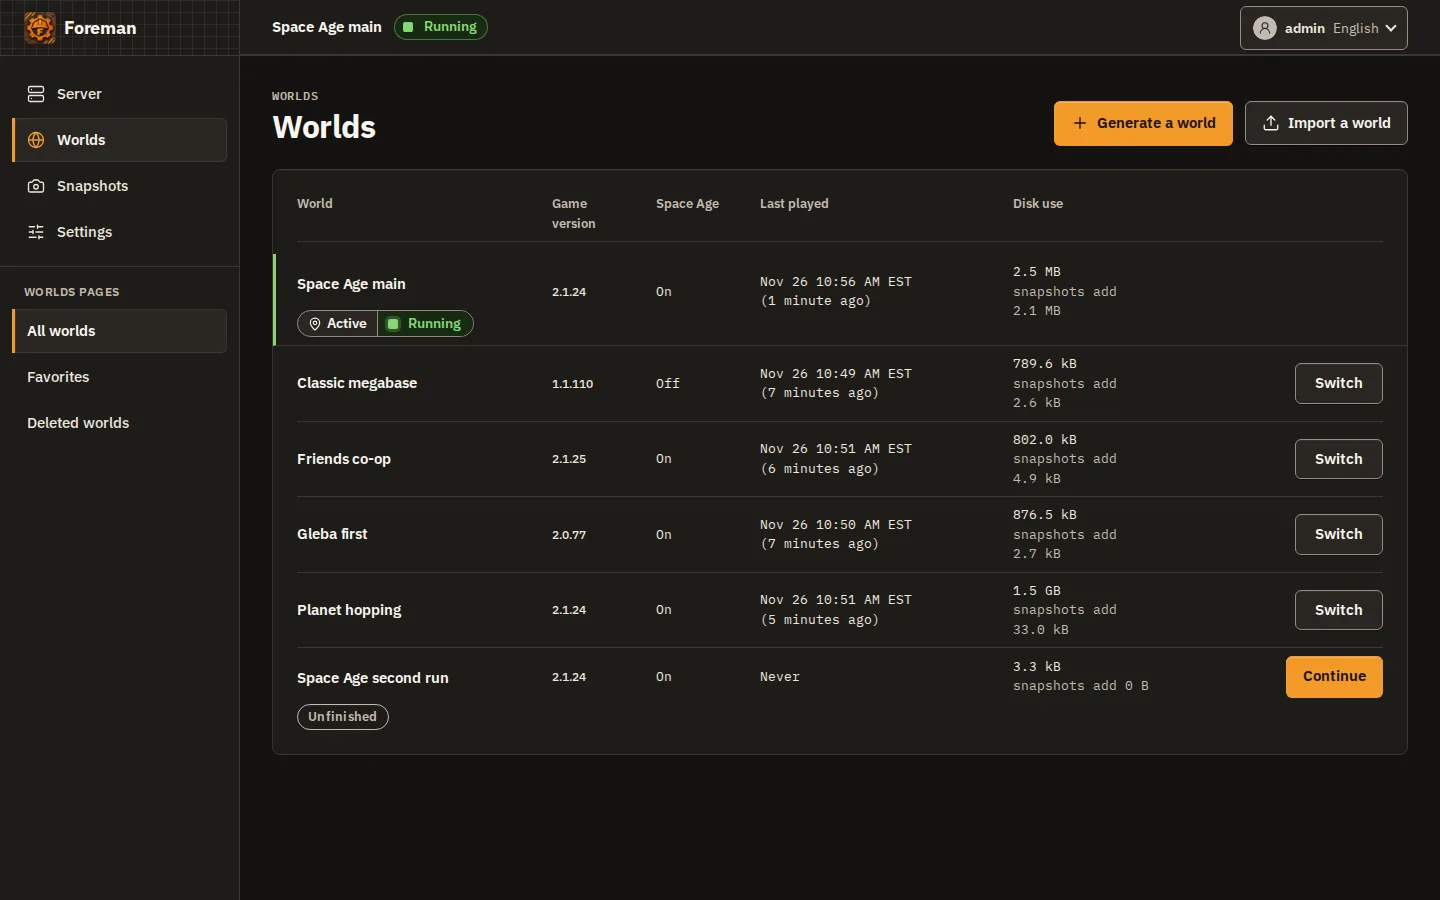 Foreman
Space Age main
Running
admin English
Server
Worlds
Snapshots
Settings
WORLDS PAGES
All worlds
Favorites
Deleted worlds
WORLDS
Worlds
Generate a world
Import a world
World
Game version
Space Age
Last played
Disk use
Space Age main
Active
Running
2.1.24
On
Nov 26 10:56 AM EST
(1 minute ago)
2.5 MB
snapshots add
2.1 MB
Classic megabase
1.1.110
Off
Nov 26 10:49 AM EST
(7 minutes ago)
789.6 kB
snapshots add
2.6 kB
Switch
Friends co-op
2.1.25
On
Nov 26 10:51 AM EST
(6 minutes ago)
802.0 kB
snapshots add
4.9 kB
Switch
Gleba first
2.0.77
On
Nov 26 10:50 AM EST
(7 minutes ago)
876.5 kB
snapshots add
2.7 kB
Switch
Planet hopping
2.1.24
On
Nov 26 10:51 AM EST
(5 minutes ago)
1.5 GB
snapshots add
33.0 kB
Switch
Space Age second run
Unfinished
2.1.24
On
Never
3.3 kB
snapshots add 0 B
Continue